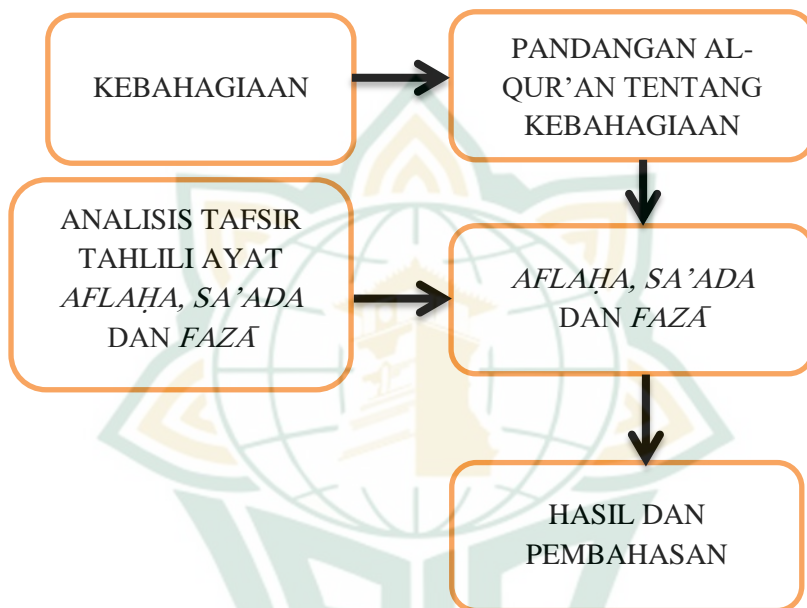 KEBAHAGIAAN
PANDANGAN AL-
QUR’AN TENTANG
KEBAHAGIAAN
ANALISIS TAFSIR
TAHLILI AYAT
AFLAḤA, SA’ADA
DAN FAZĀ
AFLAḤA, SA’ADA
DAN FAZĀ
HASIL DAN
PEMBAHASAN